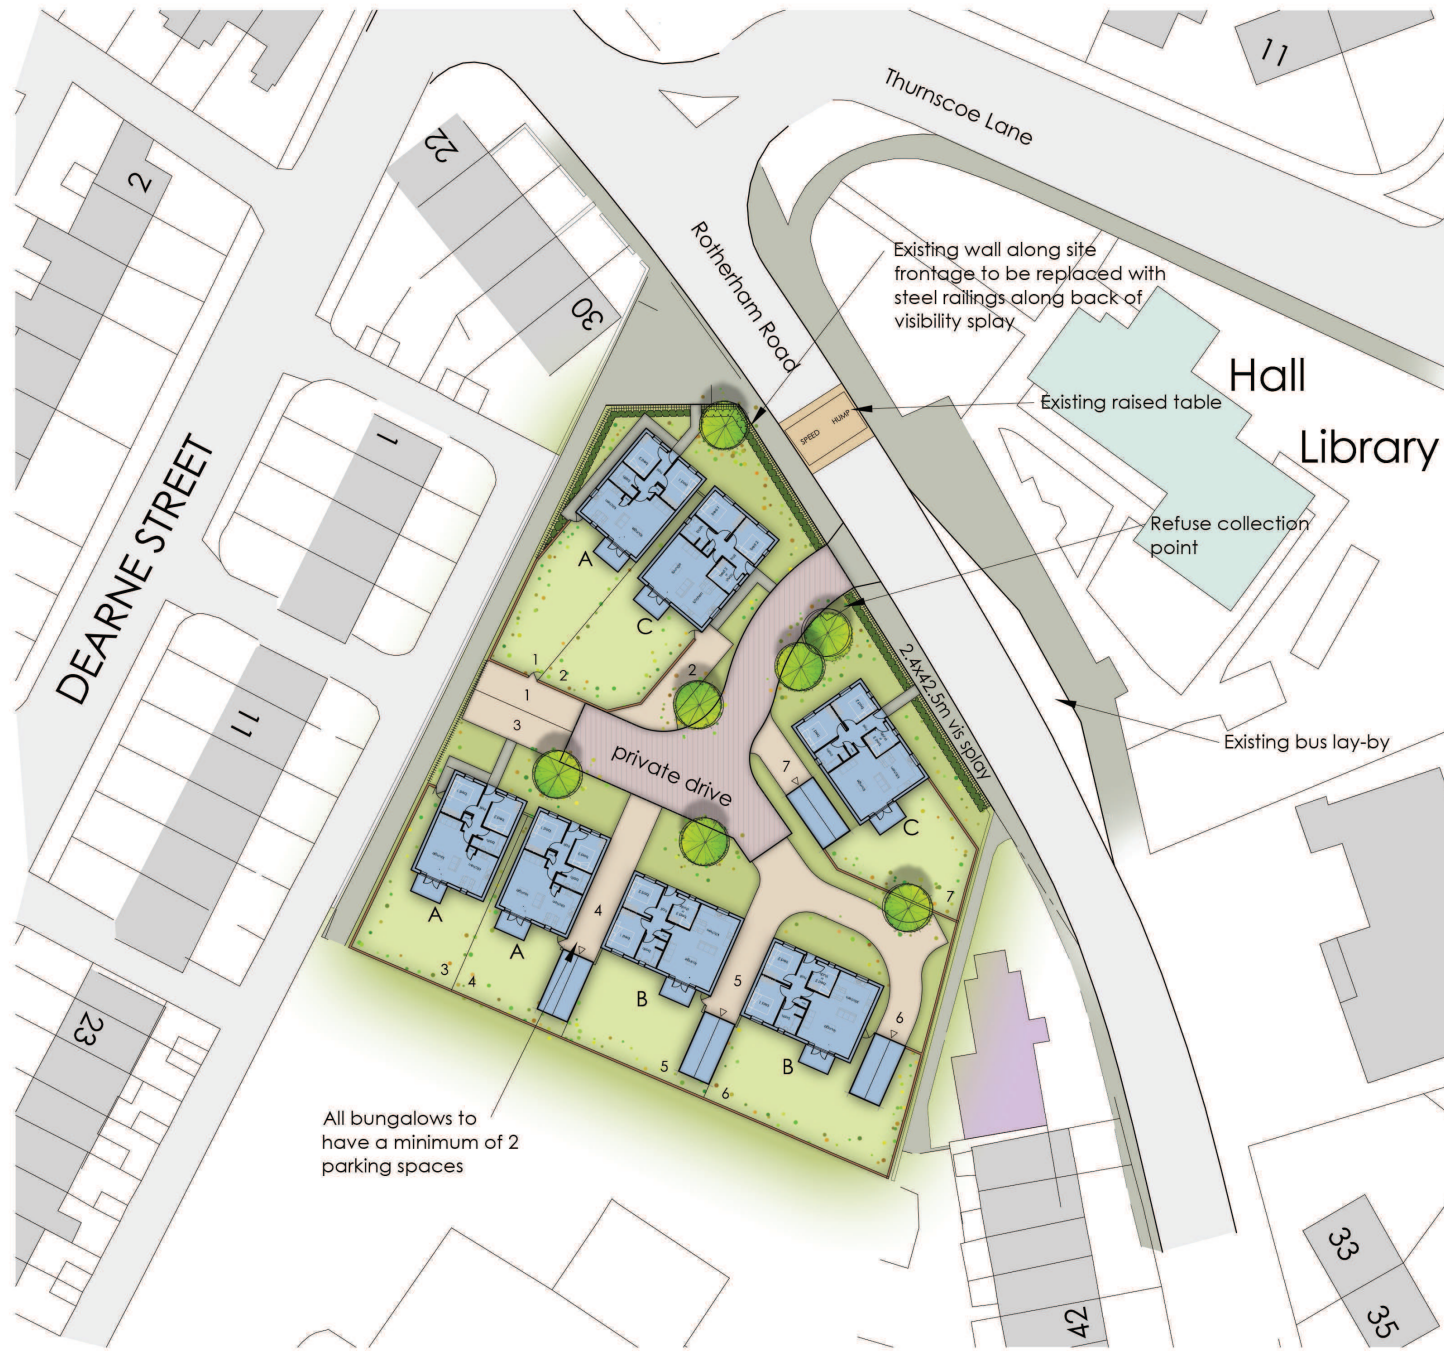 11
Thurnscoe Lane
22
2
Rotherham Road
Existing wall along site
frontage to be replaced with
steel railings along back of
visibility splay
30
Hall
Existing raised table
SPEED
HUMP
Library
1
DEARNE STREET
Refuse collection
point
A
C
2.4x42.5m vis splay
1
2
2
1
3
11
private drive
7
Existing bus lay-by
C
A
A
4
7
3
4
B
5
6
23
5
6
B
All bungalows to
have a minimum of 2
parking spaces
33
42
35